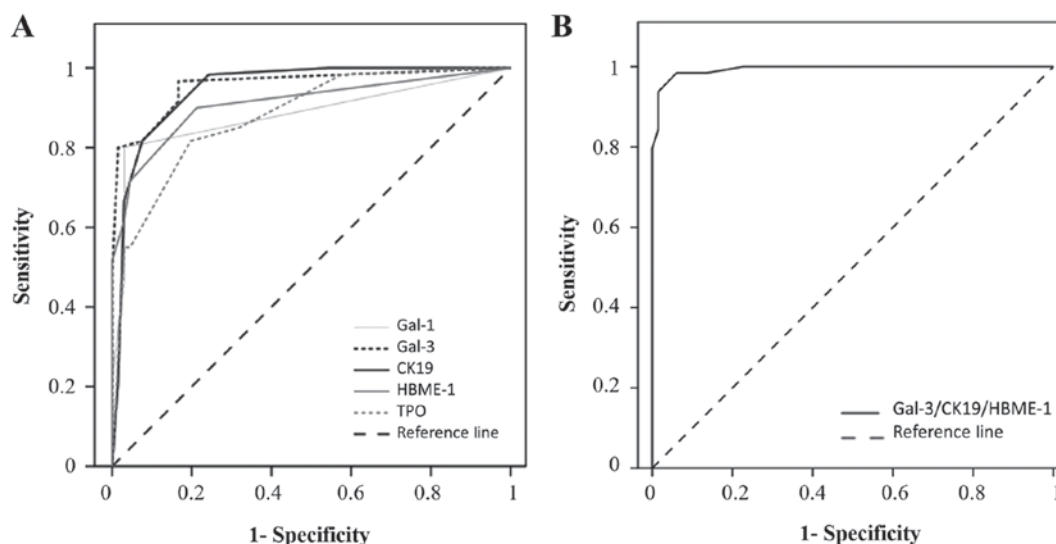 A
1
0.8
0.6
0.4
0.2
0
Sensitivity
Gal-1
Gal-3
CK19
HBME-1
TPO
Reference line
0
0.2
0.4
0.6
0.8
1
1- Specificity
B
1
0.8
0.6
0.4
0.2
0
Sensitivity
Gal-3/CK19/HBME-1
Reference line
0
0.2
0.4
0.6
0.8
1
1- Specificity